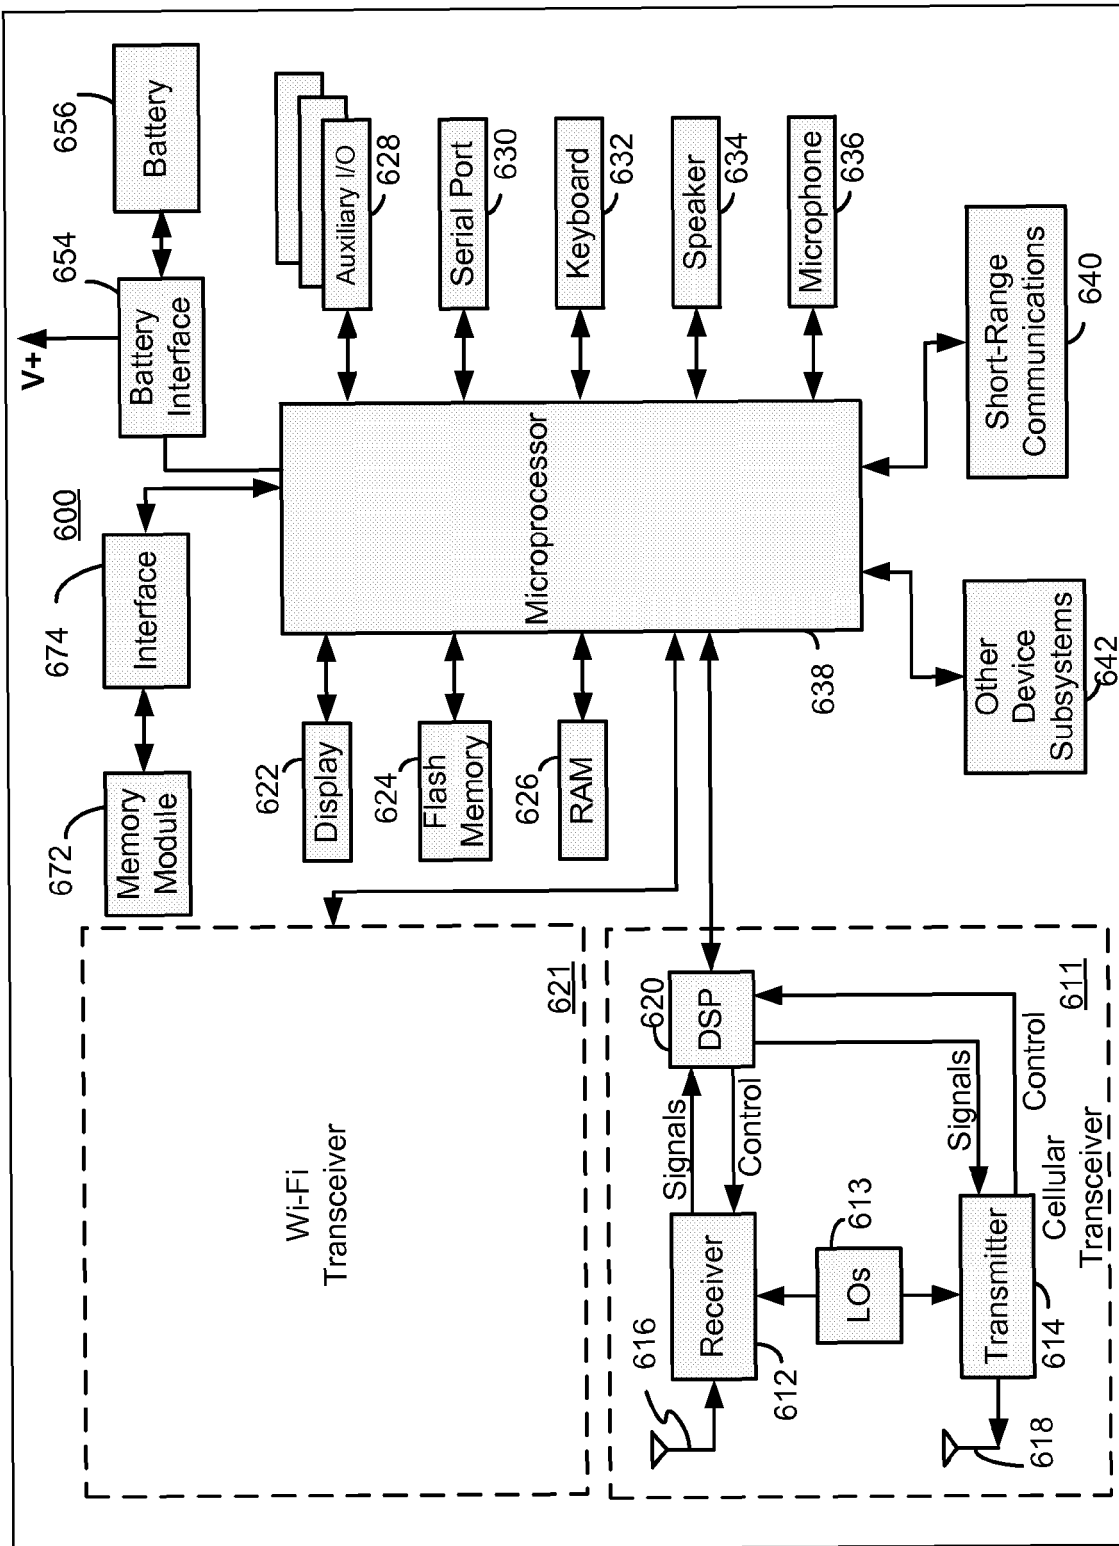 600
Wi-Fi
Transceiver
621
672
Memory
Module
674
Interface
V+
654
Battery
Interface
656
Battery
622
Display
624
Flash
Memory
626
RAM
Microprocessor
638
Auxiliary I/O
628
Serial Port
630
Keyboard
632
Speaker
634
Microphone
636
616
Receiver
612
Signals
Control
620
DSP
LOs
613
Transmitter
614
618
Signals
Control
Cellular
Transceiver
611
Other
Device
Subsystems
642
Short-Range
Communications
640